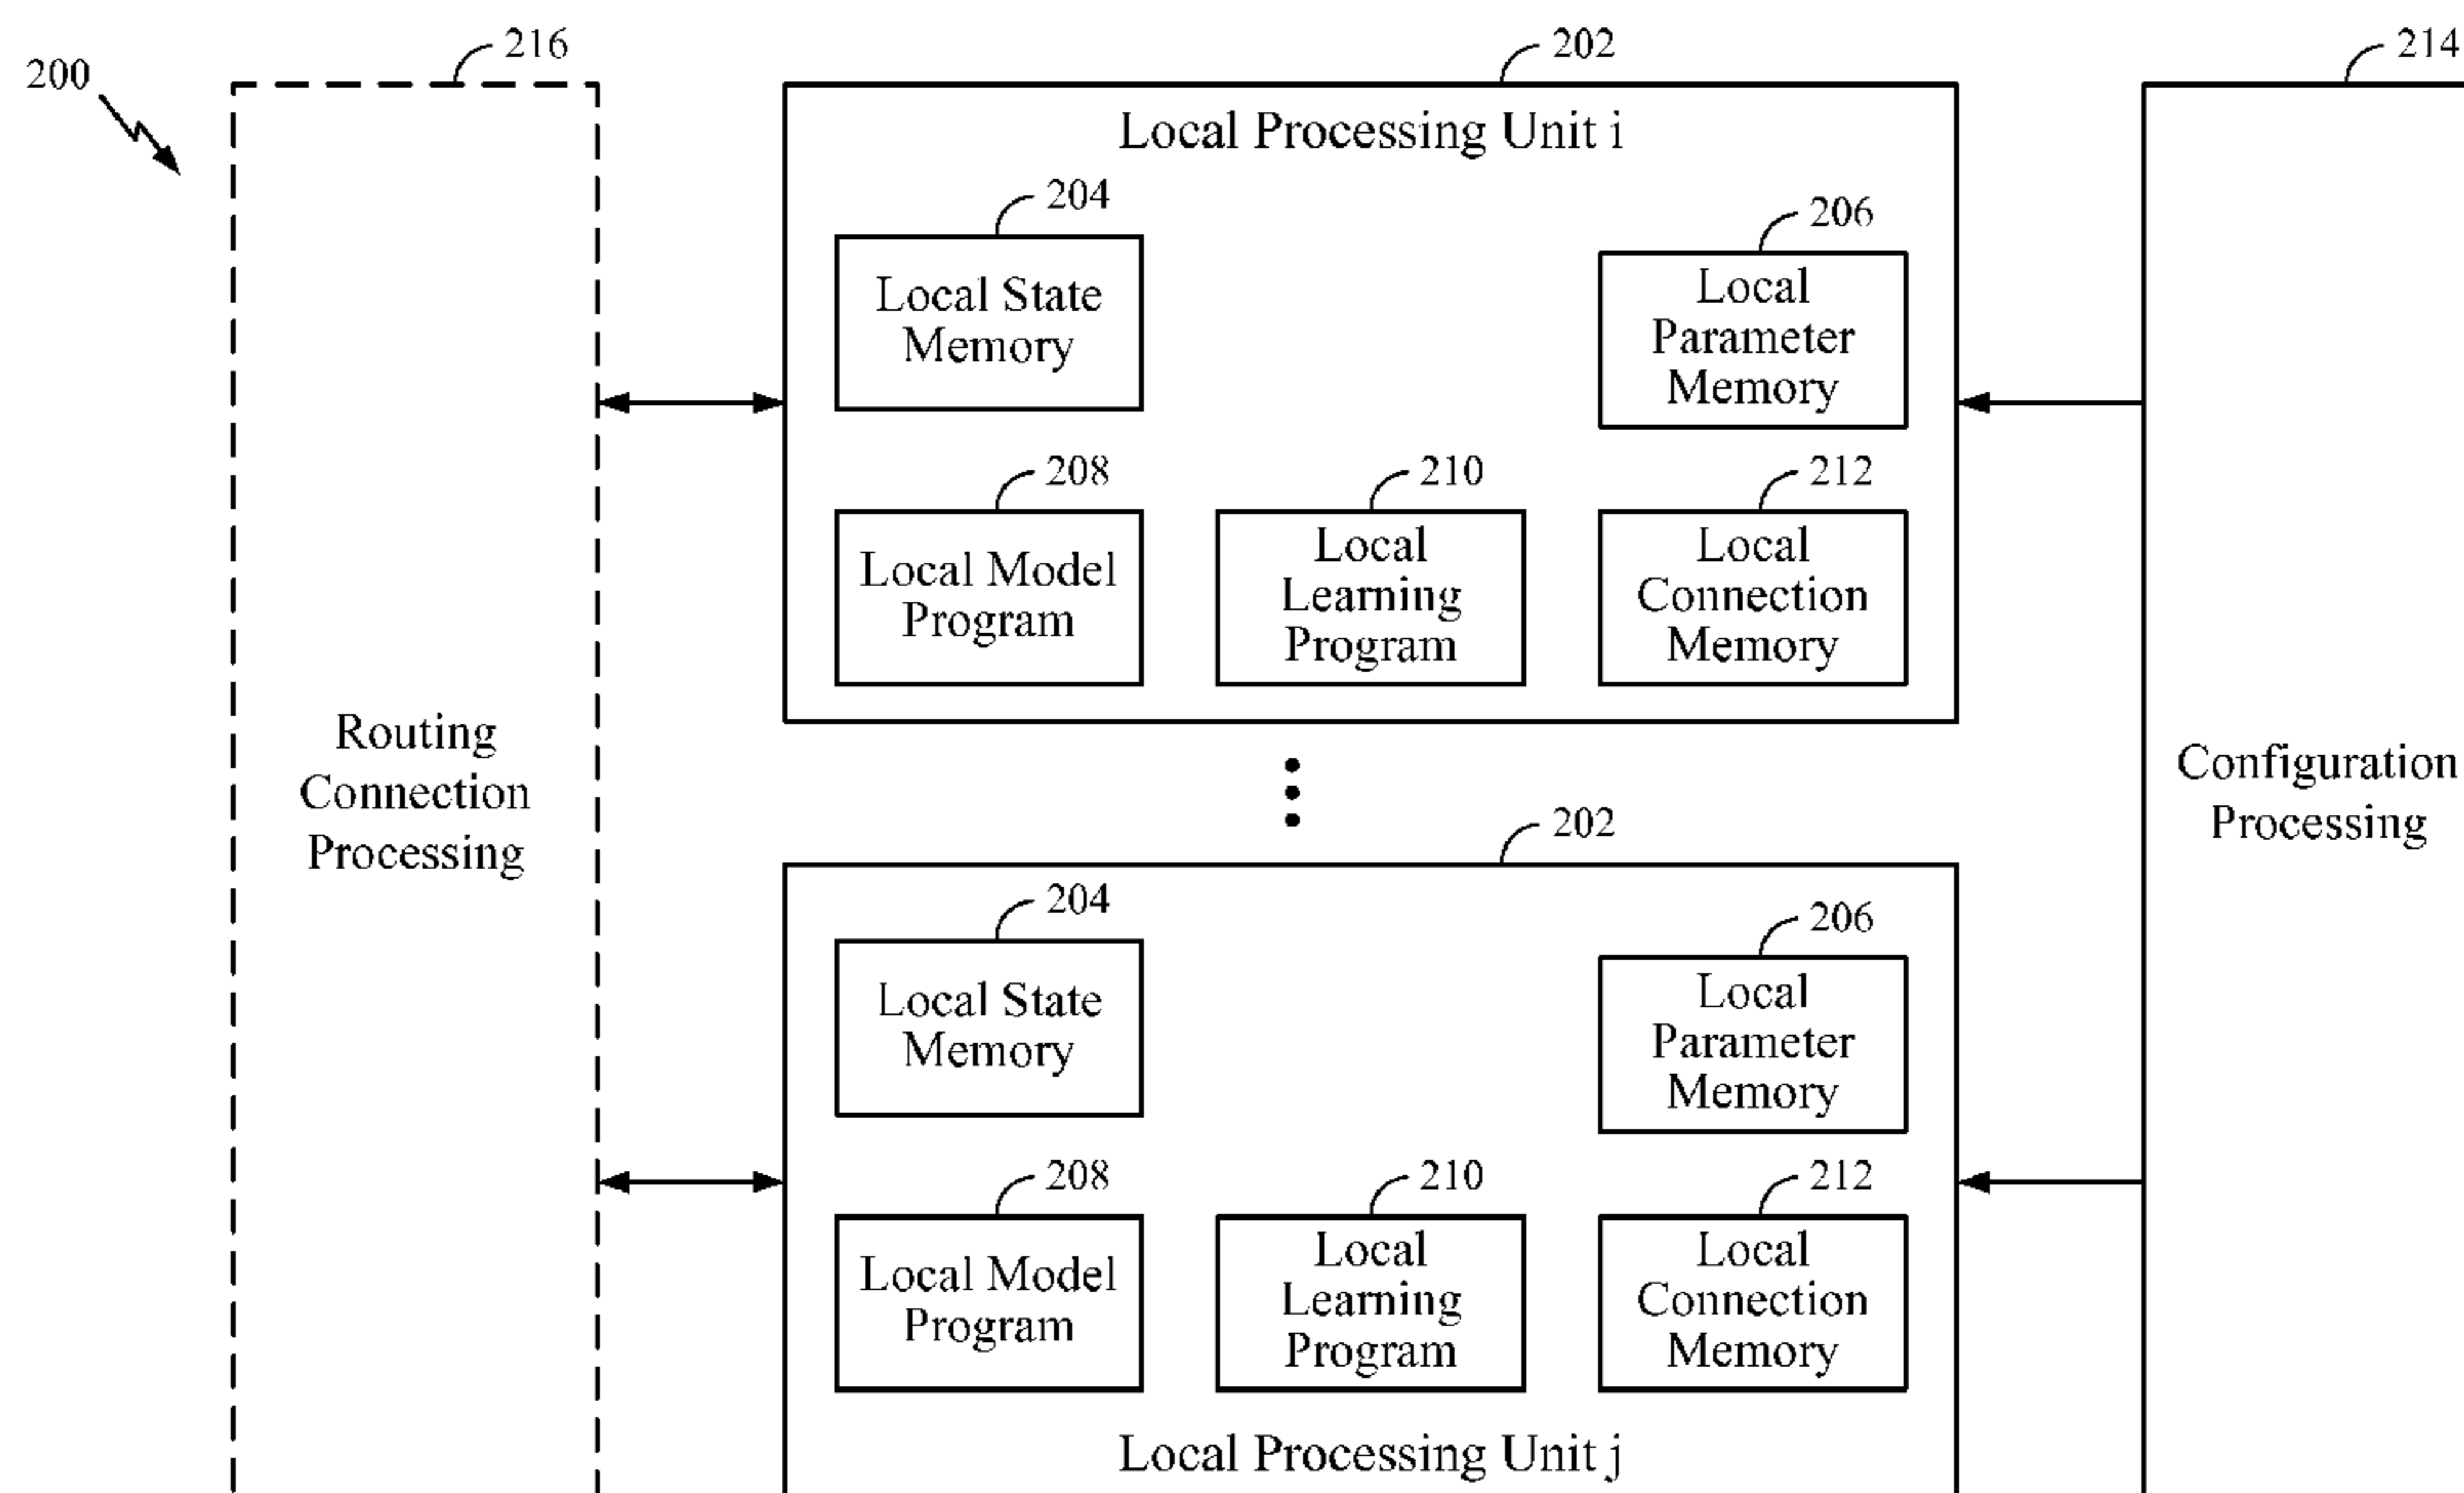 200
216
202
214
Local Processing Unit i
204
206
Local State
Memory
Local
Parameter
Memory
208
210
212
Local Model
Program
Local
Learning
Program
Local
Connection
Memory
Routing
Connection
Processing
Configuration
Processing
202
204
206
Local State
Memory
Local
Parameter
Memory
208
210
212
Local Model
Program
Local
Learning
Program
Local
Connection
Memory
Local Processing Unit j